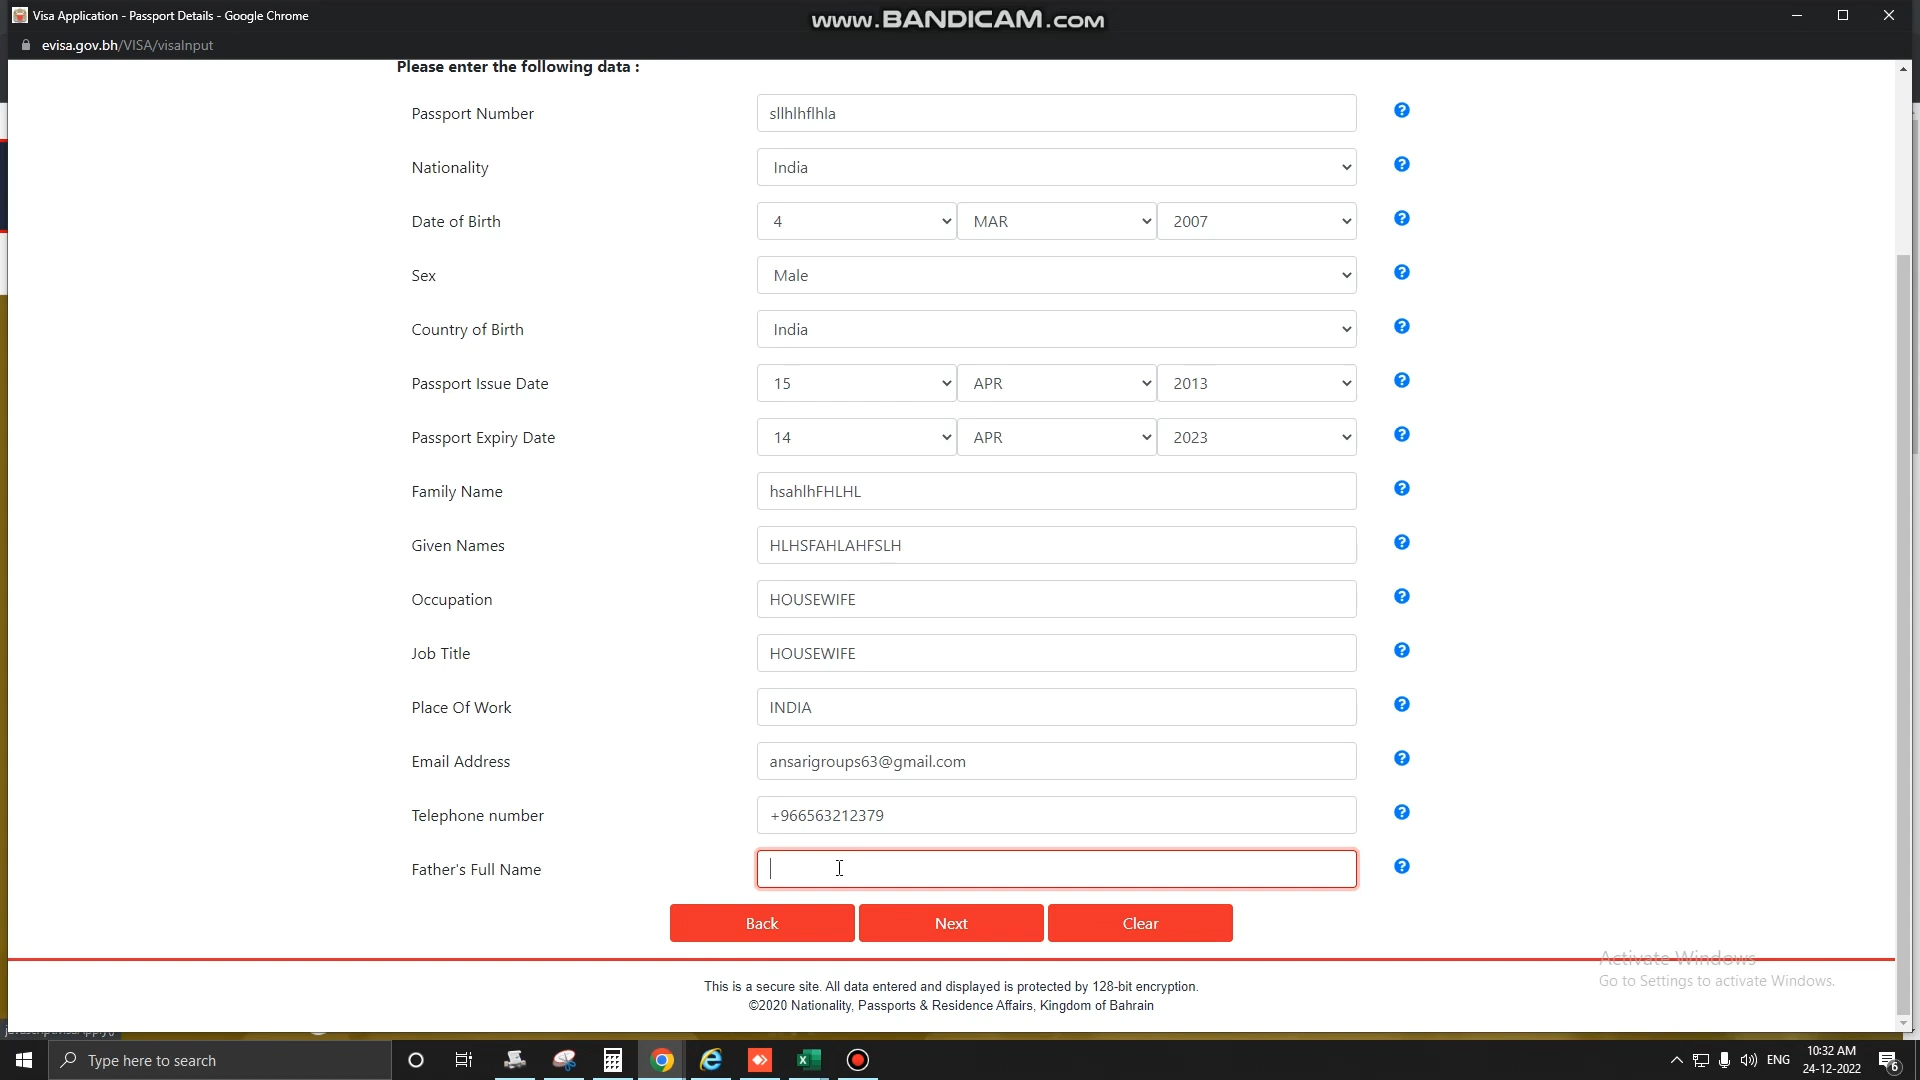 Visa Application - Passport Details - Google Chrome
www.BANDICAM.com
evisa.gov.bh/VISA/visaInput
Please enter the following data :
Passport Number sllhlhflhla
Nationality India
Date of Birth 4 MAR 2007
Sex Male
Country of Birth India
Passport Issue Date 15 APR 2013
Passport Expiry Date 14 APR 2023
Family Name hsahlhFHLHL
Given Names HLHSFAHLAHFSLH
Occupation HOUSEWIFE
Job Title HOUSEWIFE
Place Of Work INDIA
Email Address ansarigroups63@gmail.com
Telephone number +966563212379
Father's Full Name
Back Next Clear
Activate Windows
Go to Settings to activate Windows.
This is a secure site. All data entered and displayed is protected by 128-bit encryption.
©2020 Nationality, Passports & Residence Affairs, Kingdom of Bahrain
Type here to search
ENG
10:32 AM
24-12-2022
6